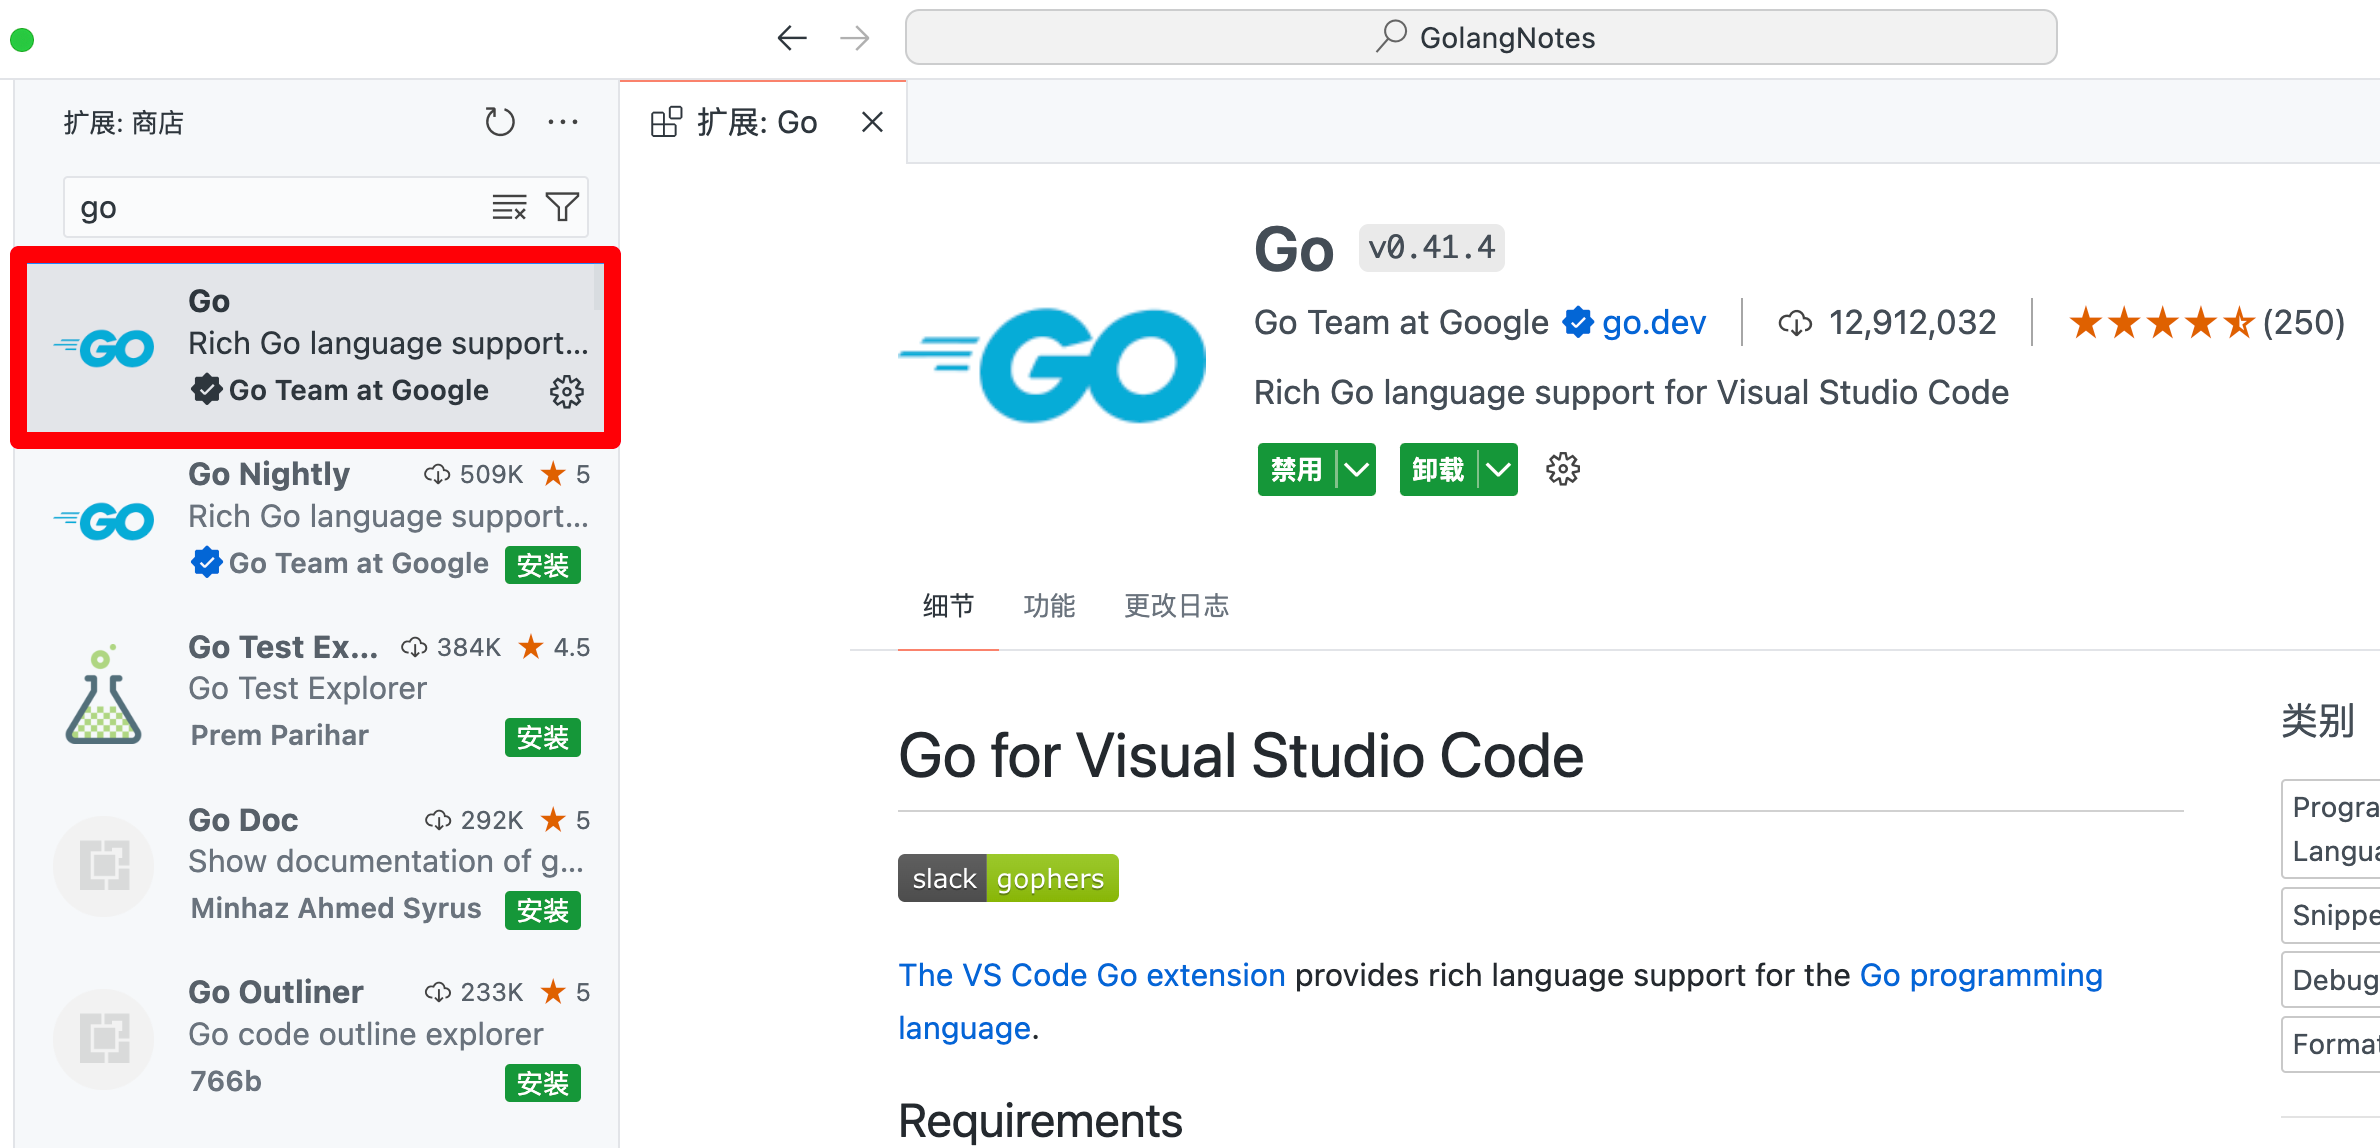 GolangNotes
扩展: 商店
go
Go
Rich Go language support...
Go Team at Google
Go Nightly 509K 5
Rich Go language support...
Go Team at Google 安装
Go Test Ex... 384K 4.5
Go Test Explorer
Prem Parihar 安装
Go Doc 292K 5
Show documentation of g...
Minhaz Ahmed Syrus 安装
Go Outliner 233K 5
Go code outline explorer
766b 安装
扩展: Go
GO
Go v0.41.4
Go Team at Google go.dev 12,912,032 (250)
Rich Go language support for Visual Studio Code
禁用 卸载
细节 功能 更改日志
Go for Visual Studio Code
slack gophers
The VS Code Go extension provides rich language support for the Go programming
language.
Requirements
类别
Progra
Langua
Snippe
Debug
Format